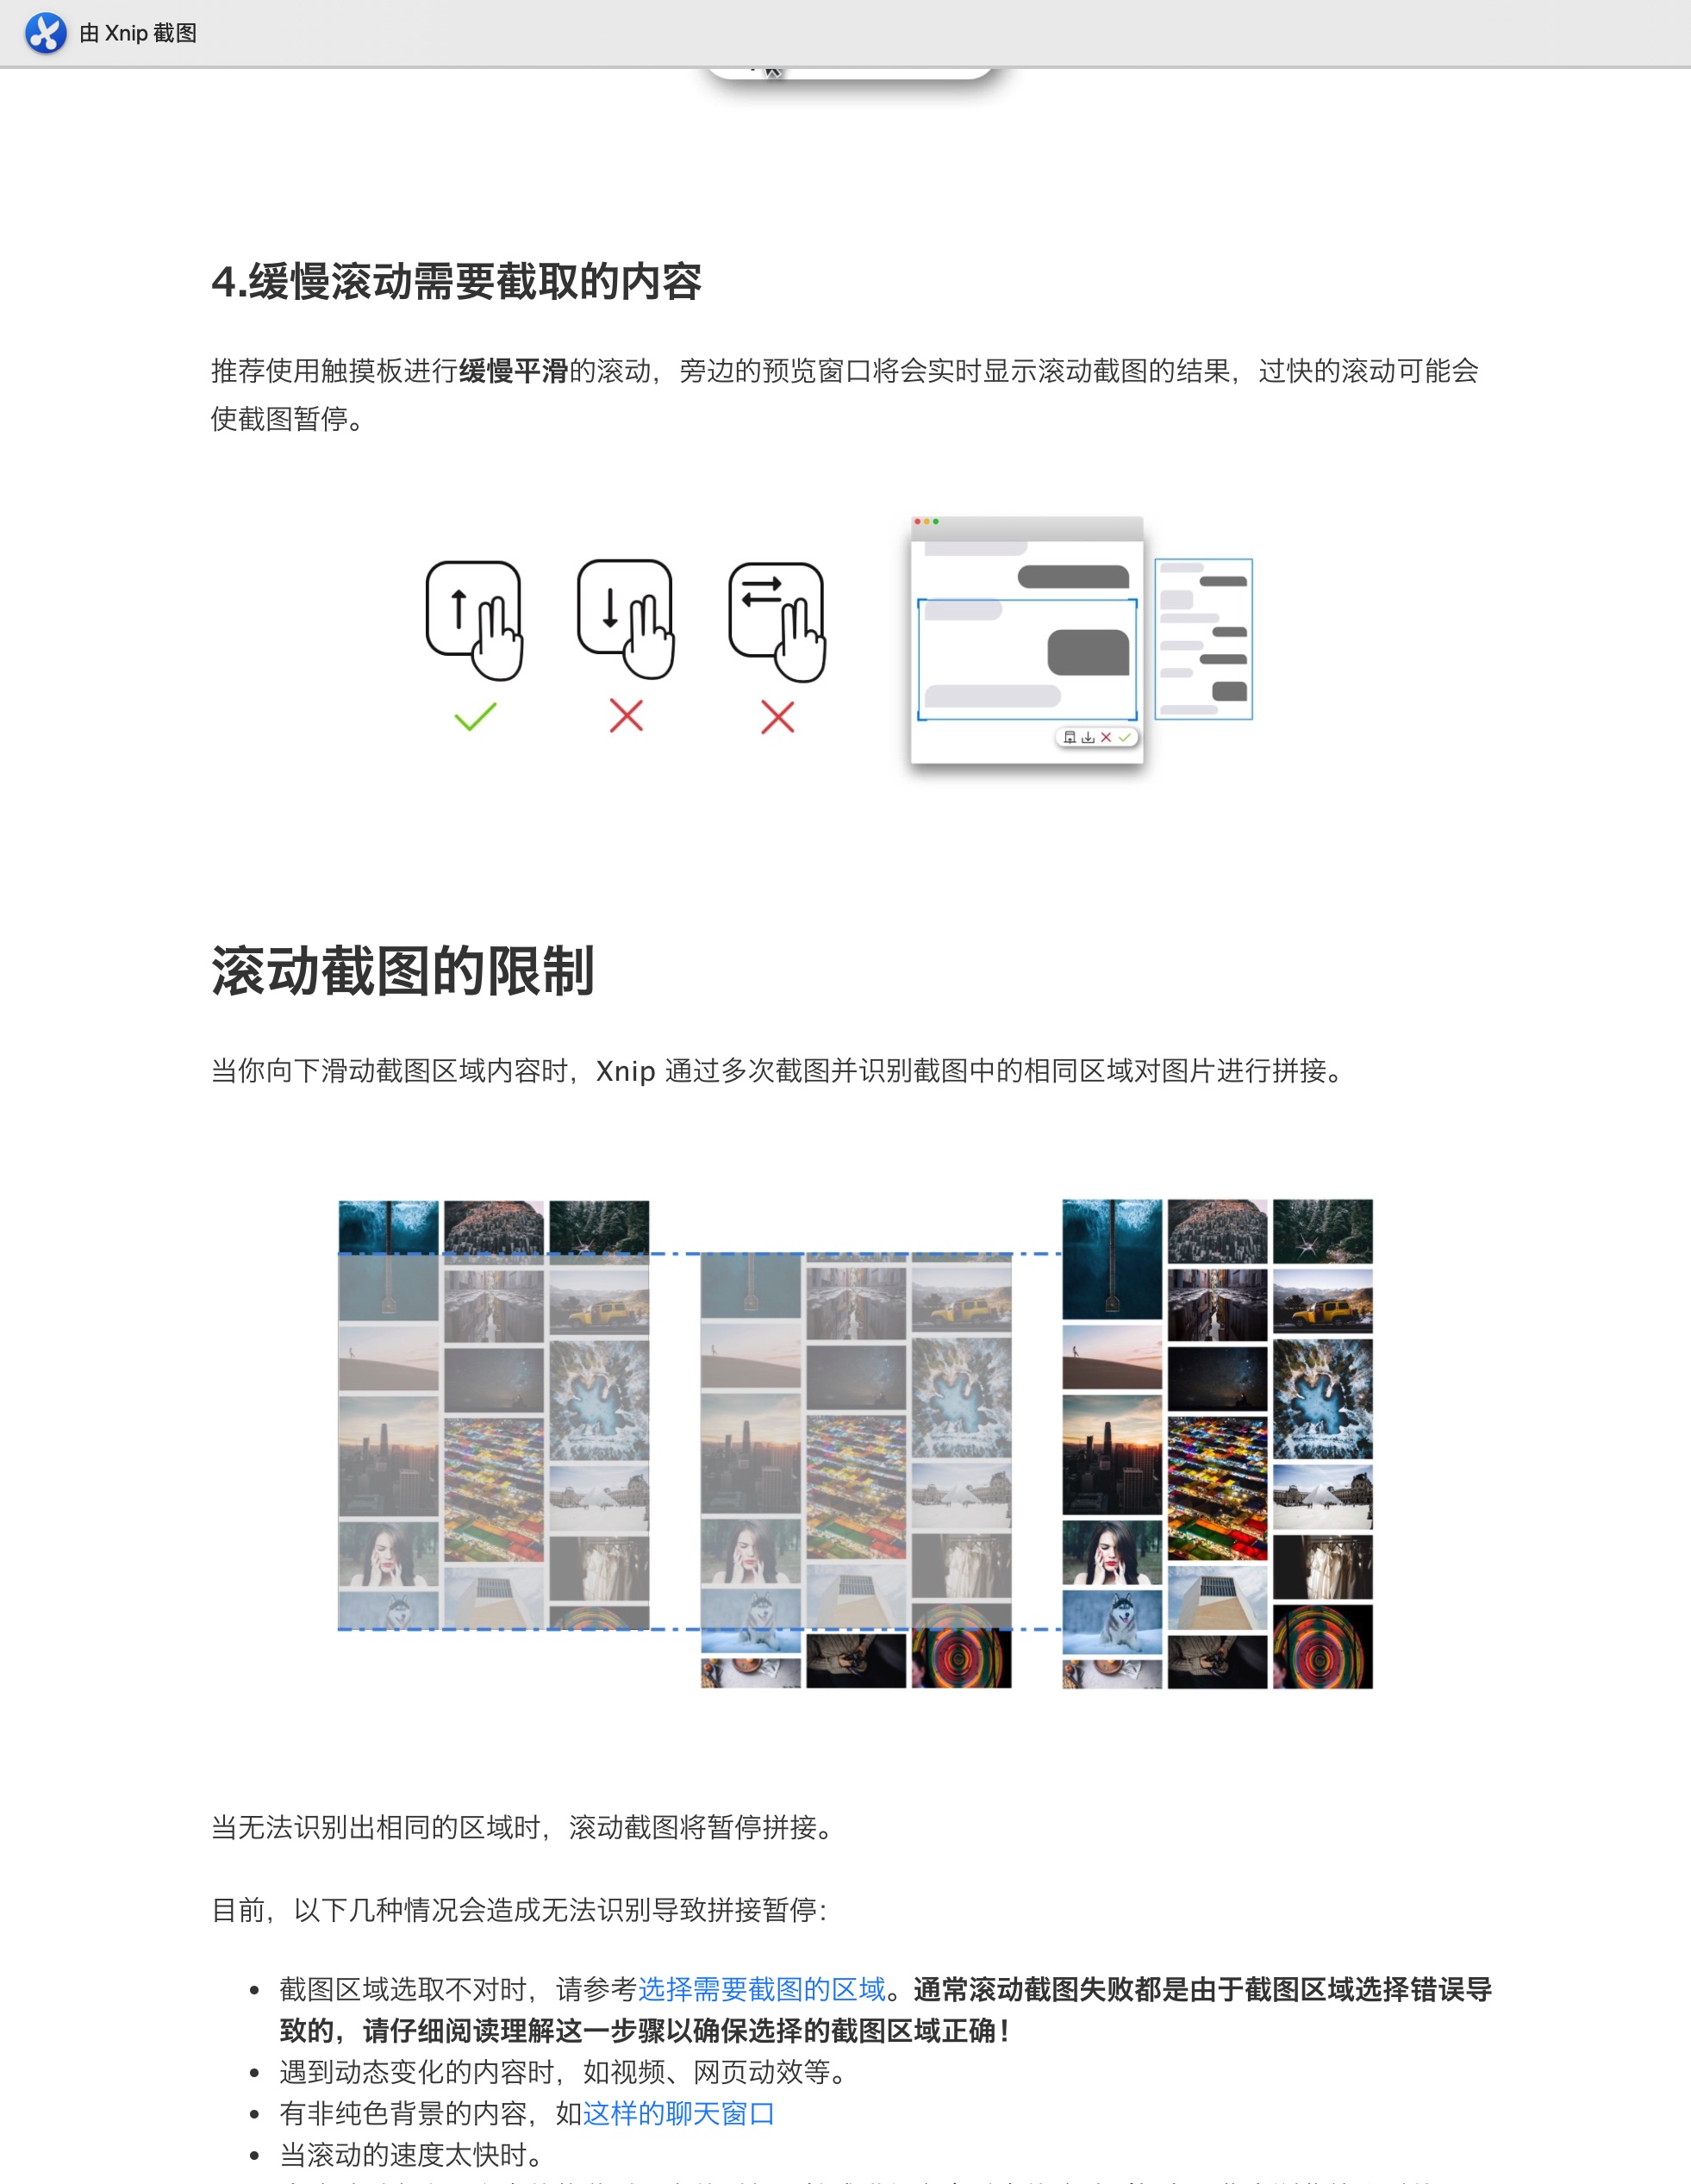 由 Xnip 截图
4.缓慢滚动需要截取的内容
推荐使用触摸板进行缓慢平滑的滚动，旁边的预览窗口将会实时显示滚动截图的结果，过快的滚动可能会
使截图暂停。
滚动截图的限制
当你向下滑动截图区域内容时，Xnip 通过多次截图并识别截图中的相同区域对图片进行拼接。
当无法识别出相同的区域时，滚动截图将暂停拼接。
目前，以下几种情况会造成无法识别导致拼接暂停：
截图区域选取不对时，请参考选择需要截图的区域。通常滚动截图失败都是由于截图区域选择错误导
致的，请仔细阅读理解这一步骤以确保选择的截图区域正确！
遇到动态变化的内容时，如视频、网页动效等。
有非纯色背景的内容，如这样的聊天窗口
当滚动的速度太快时。